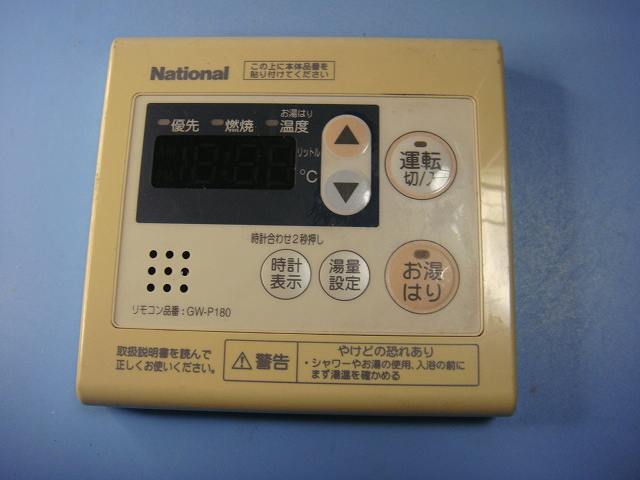 National
この上に本体品番を
貼り付けてください
優先
燃焼
お湯はり
温度
リットル
℃
運転
切/入
時計合わせ2秒押し
時計
表示
湯量
設定
お湯
はり
リモコン品番:GW-P180
取扱説明書を読んで
正しくお使いください。
警告
やけどの恐れあり
・シャワーやお湯の使用、入浴の前に
まず湯温を確かめる